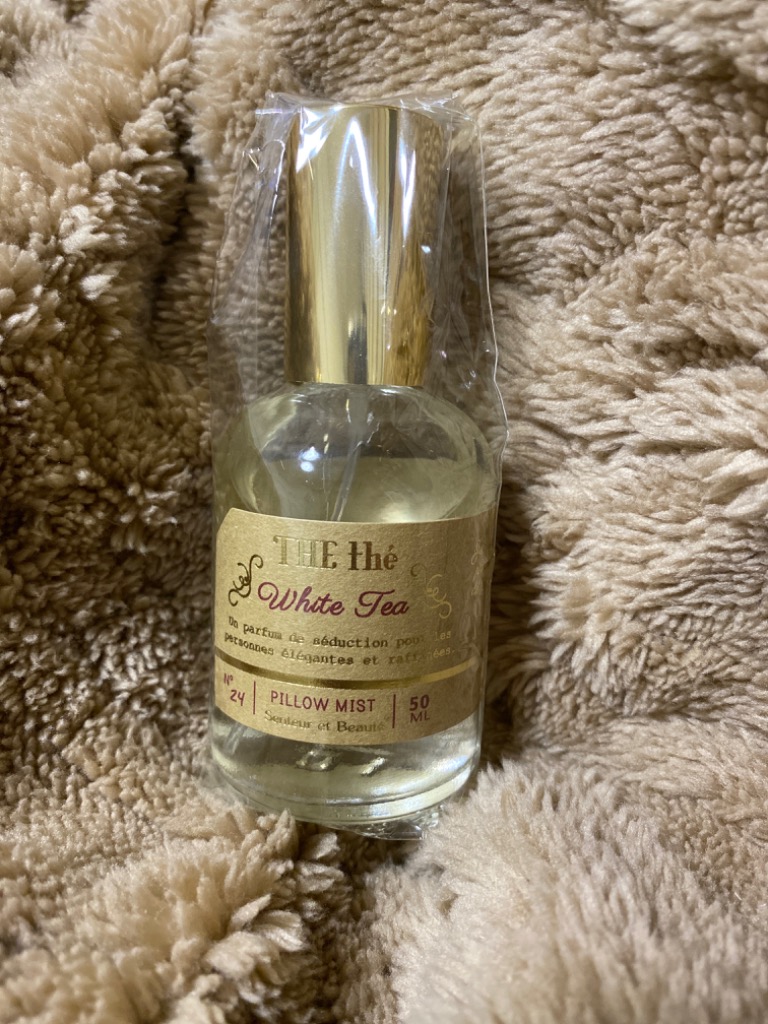 THE thé
White Tea
Un parfum de séduction pour les
personnes élégantes et raffinées.
N° 24
PILLOW MIST
Senteur et Beauté
50 ML